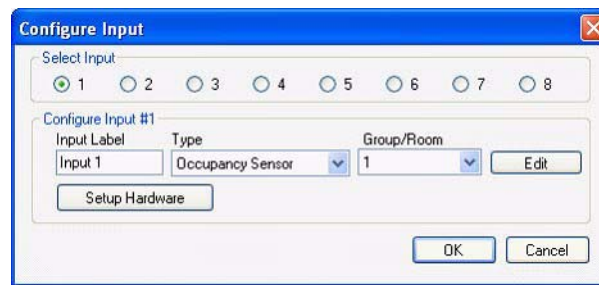 Configure Input
Select Input
1 2 3 4 5 6 7 8
Configure Input #1
Input Label Type Group/Room
Input 1 Occupancy Sensor 1 Edit
Setup Hardware
OK Cancel